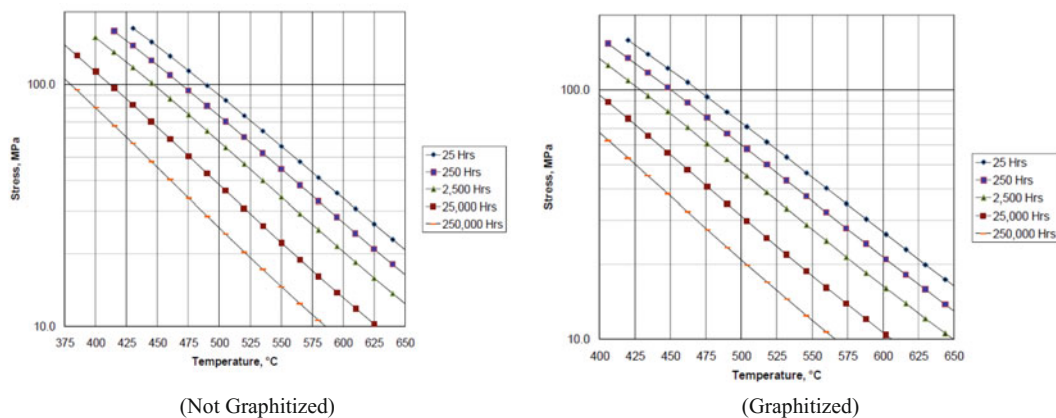 100.0
10.0
Stress, MPa
375 400 425 450 475 500 525 550 575 600 625 650
Temperature, °C
25 Hrs
250 Hrs
2,500 Hrs
25,000 Hrs
250,000 Hrs
(Not Graphitized)
100.0
10.0
Stress, MPa
400 425 450 475 500 525 550 575 600 625 650
Temperature, °C
25 Hrs
250 Hrs
2,500 Hrs
25,000 Hrs
250,000 Hrs
(Graphitized)